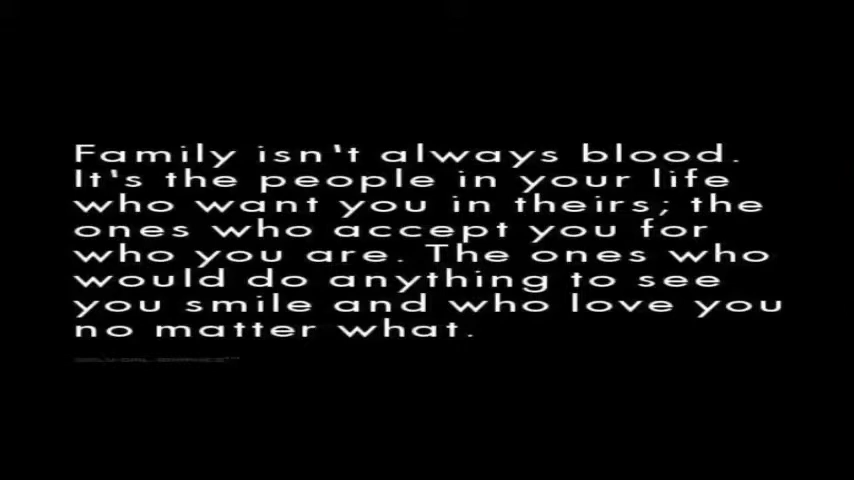 Family isn't always blood.
It's the people in your life
who want you in theirs; the
ones who accept you for
who you are. The ones who
would do anything to see
you smile and who love you
no matter what.